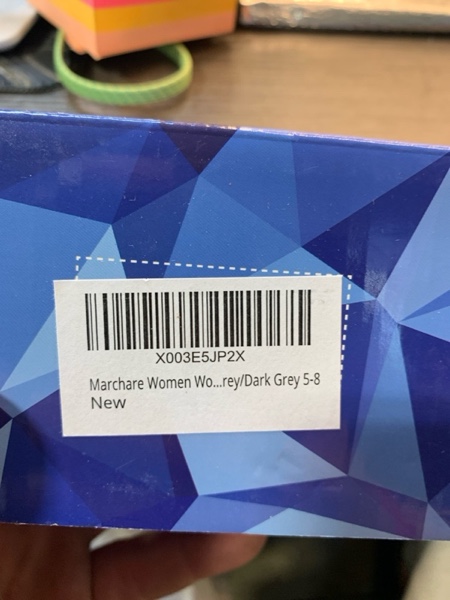 X003E5JP2X
Marchare Women Wo...rey/Dark Grey 5-8
New